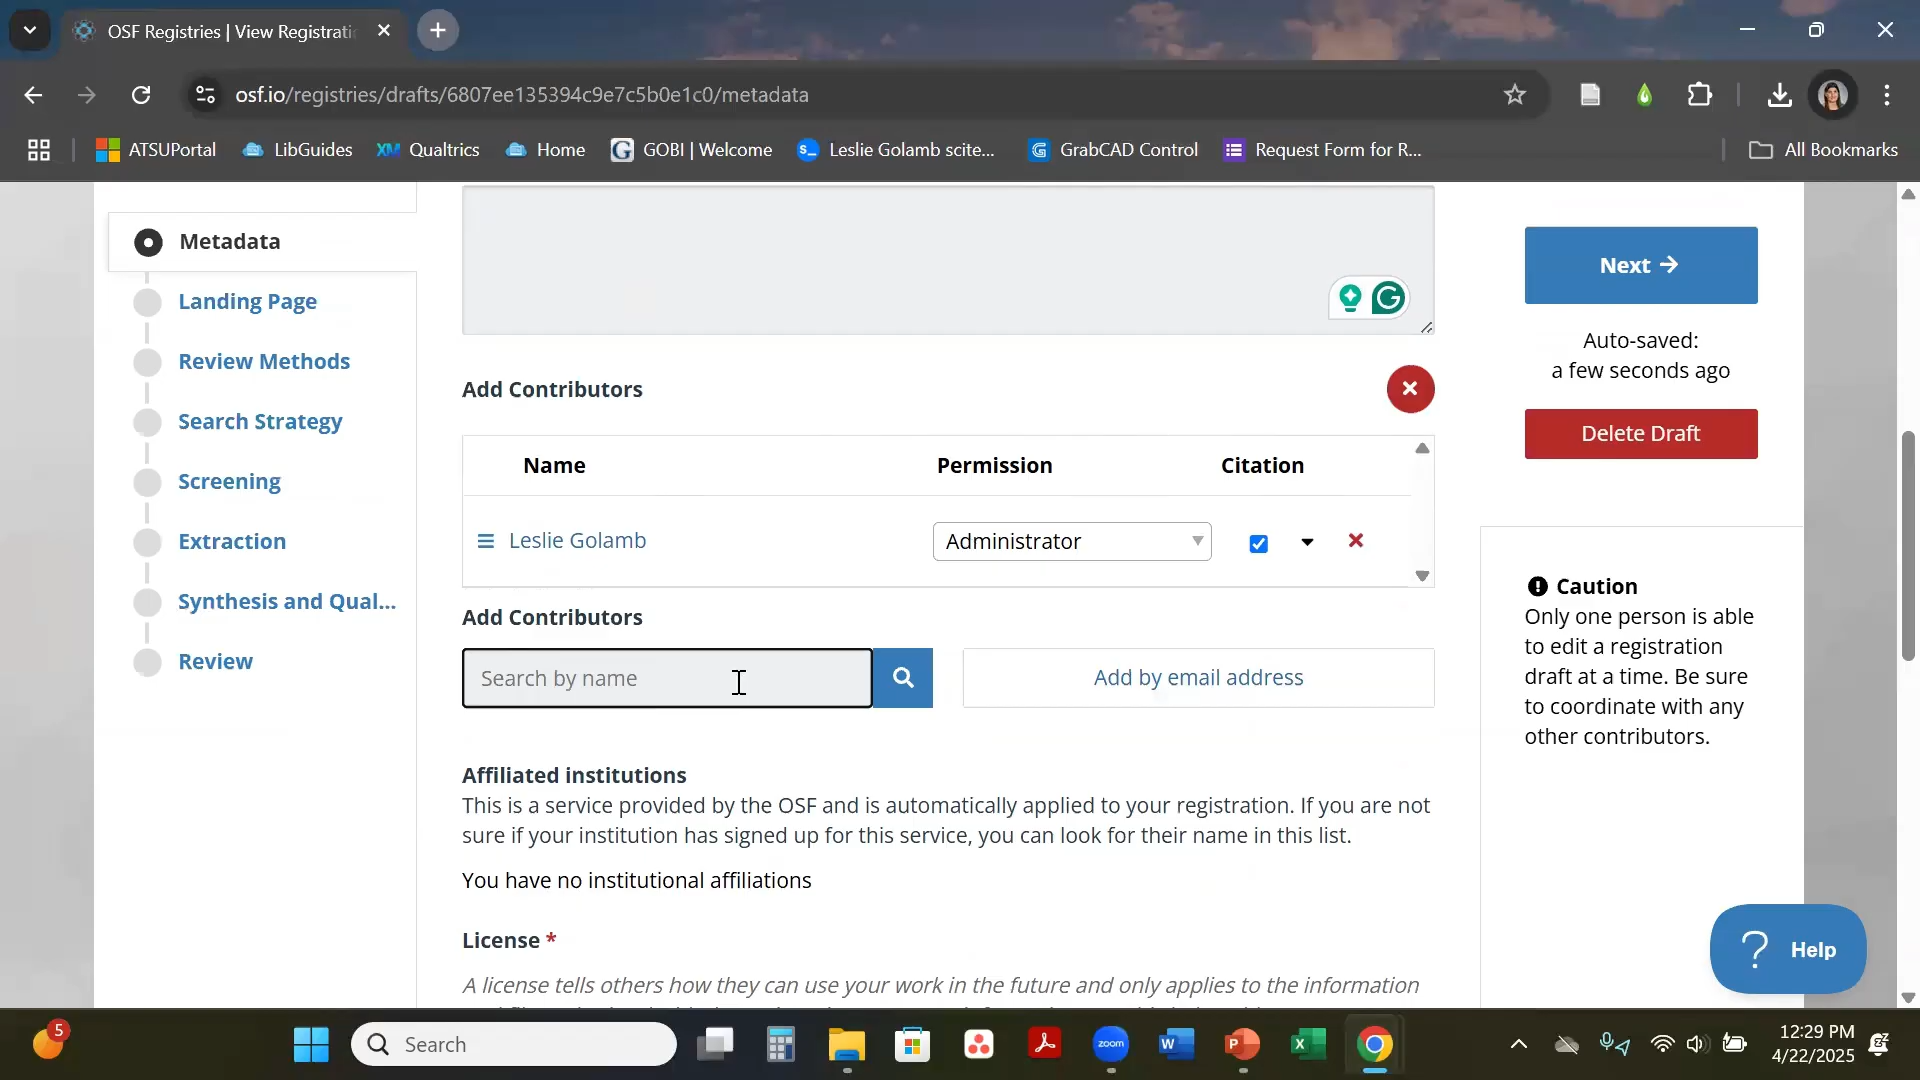 OSF Registries | View Registrati
osf.io/registries/drafts/6807ee135394c9e7c5b0e1c0/metadata
ATSUPortal
LibGuides
XM Qualtrics
Home
G GOBI | Welcome
Leslie Golamb scite...
GrabCAD Control
Request Form for R...
All Bookmarks
Metadata
Landing Page
Review Methods
Search Strategy
Screening
Extraction
Synthesis and Qual...
Review
Add Contributors
Name Permission Citation
Leslie Golamb Administrator
Add Contributors
Search by name
Add by email address
Affiliated institutions
This is a service provided by the OSF and is automatically applied to your registration. If you are not
sure if your institution has signed up for this service, you can look for their name in this list.
You have no institutional affiliations
License *
A license tells others how they can use your work in the future and only applies to the information
Next
Auto-saved:
a few seconds ago
Delete Draft
Caution
Only one person is able
to edit a registration
draft at a time. Be sure
to coordinate with any
other contributors.
? Help
5
Search
zoom
W
P
X
12:29 PM
4/22/2025